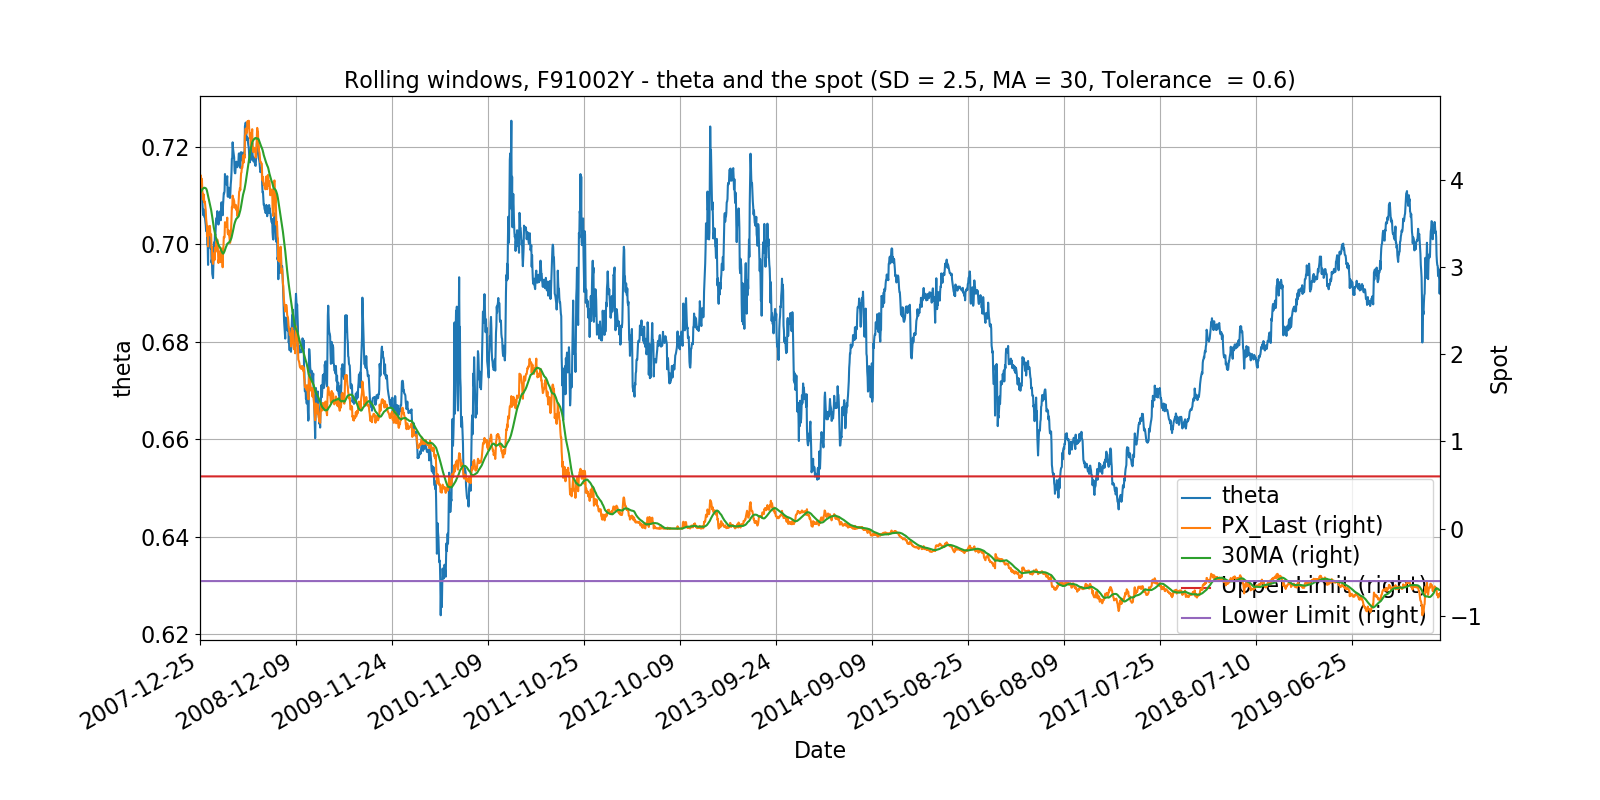 Rolling windows, F91002Y - theta and the spot (SD = 2.5, MA = 30, Tolerance  = 0.6)
0.72
0.70
0.68
0.66
0.64
0.62
theta
4
3
2
1
0
−1
Spot
theta
PX_Last (right)
30MA (right)
Upper Limit (right)
Lower Limit (right)
2007-12-25
2008-12-09
2009-11-24
2010-11-09
2011-10-25
2012-10-09
2013-09-24
2014-09-09
2015-08-25
2016-08-09
2017-07-25
2018-07-10
2019-06-25
Date